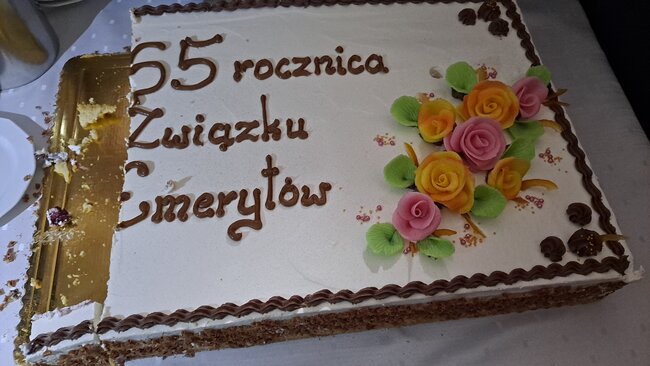 65 rocznica
Związku
Emerytów